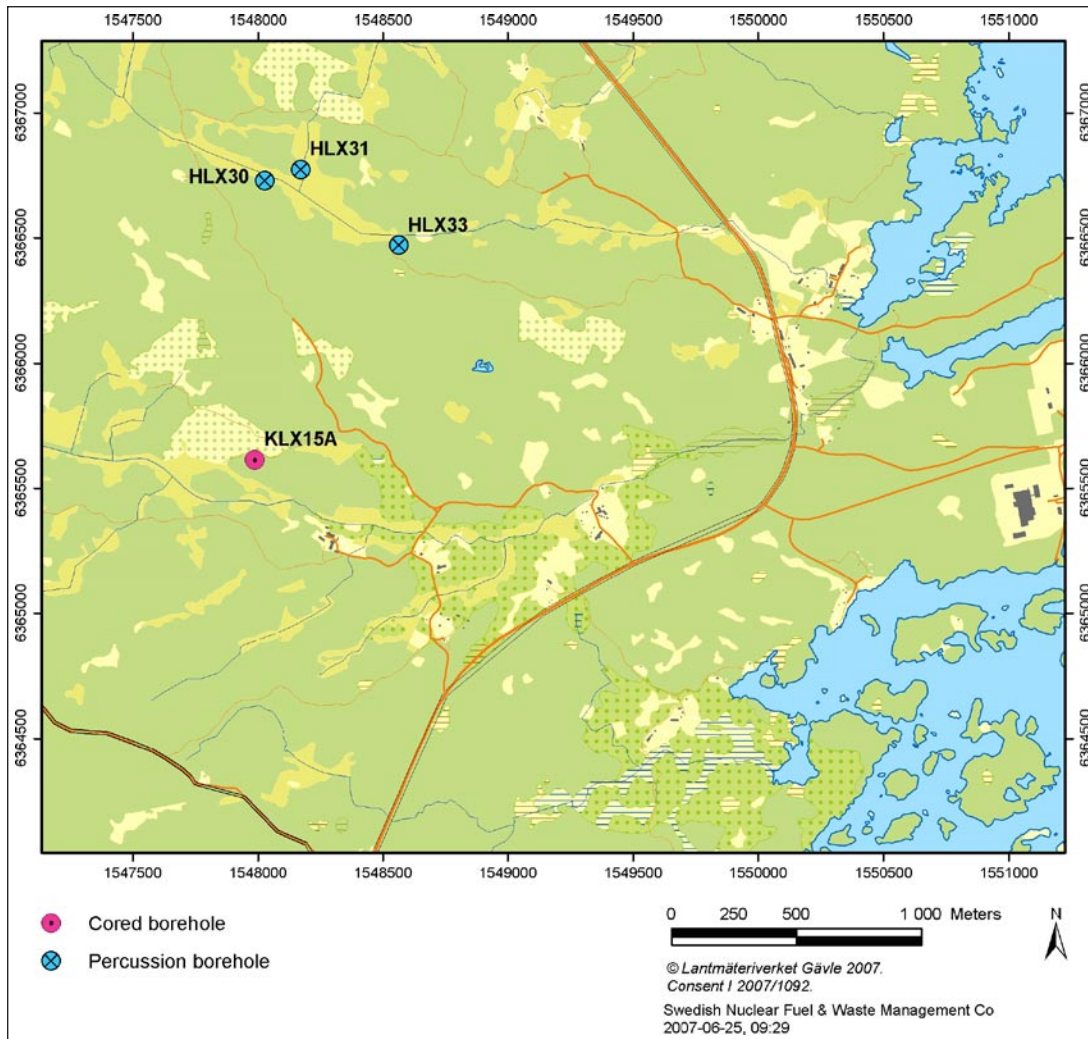 1547500 1548000 1548500 1549000 1549500 1550000 1550500 1551000
6367000 6367000
HLX31
HLX30
HLX33
6366500 6366500
6366000 6366000
KLX15A
6365500 6365500
6365000 6365000
6364500 6364500
1547500 1548000 1548500 1549000 1549500 1550000 1550500 1551000
Cored borehole
Percussion borehole
0 250 500 1 000 Meters
N
© Lantmäteriverket Gävle 2007.
Consent I 2007/1092.
Swedish Nuclear Fuel & Waste Management Co
2007-06-25, 09:29